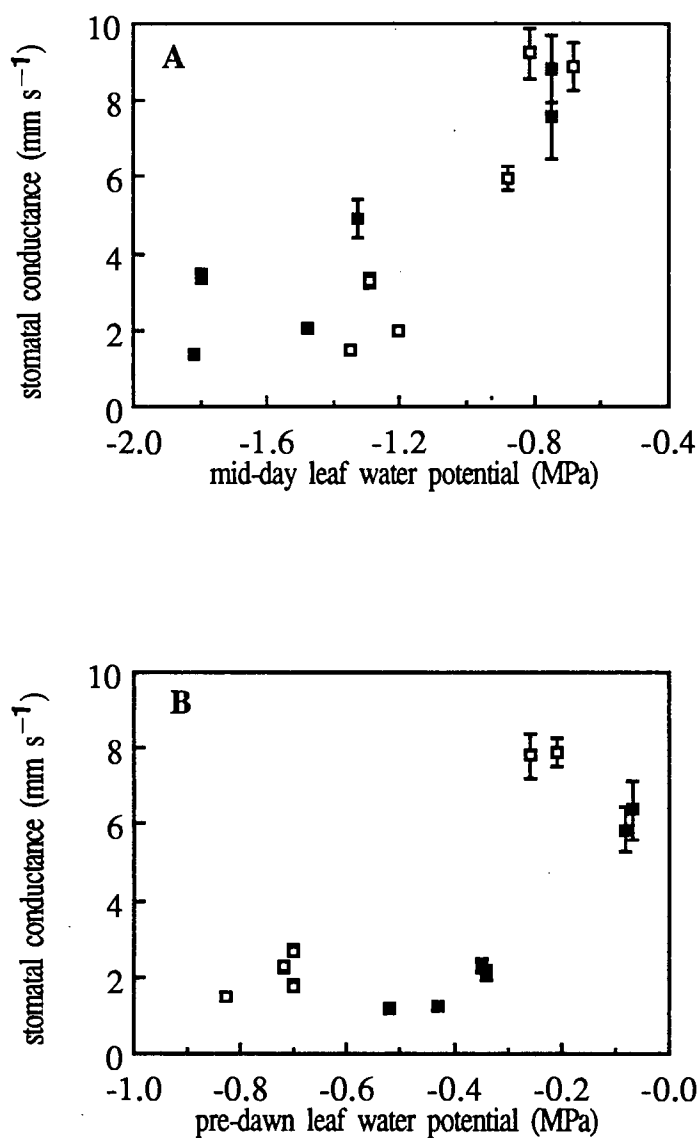 10
A
8
6
4
2
0
stomatal conductance (mm s⁻¹)
-2.0 -1.6 -1.2 -0.8 -0.4
mid-day leaf water potential (MPa)
10
B
8
6
4
2
0
stomatal conductance (mm s⁻¹)
-1.0 -0.8 -0.6 -0.4 -0.2 -0.0
pre-dawn leaf water potential (MPa)